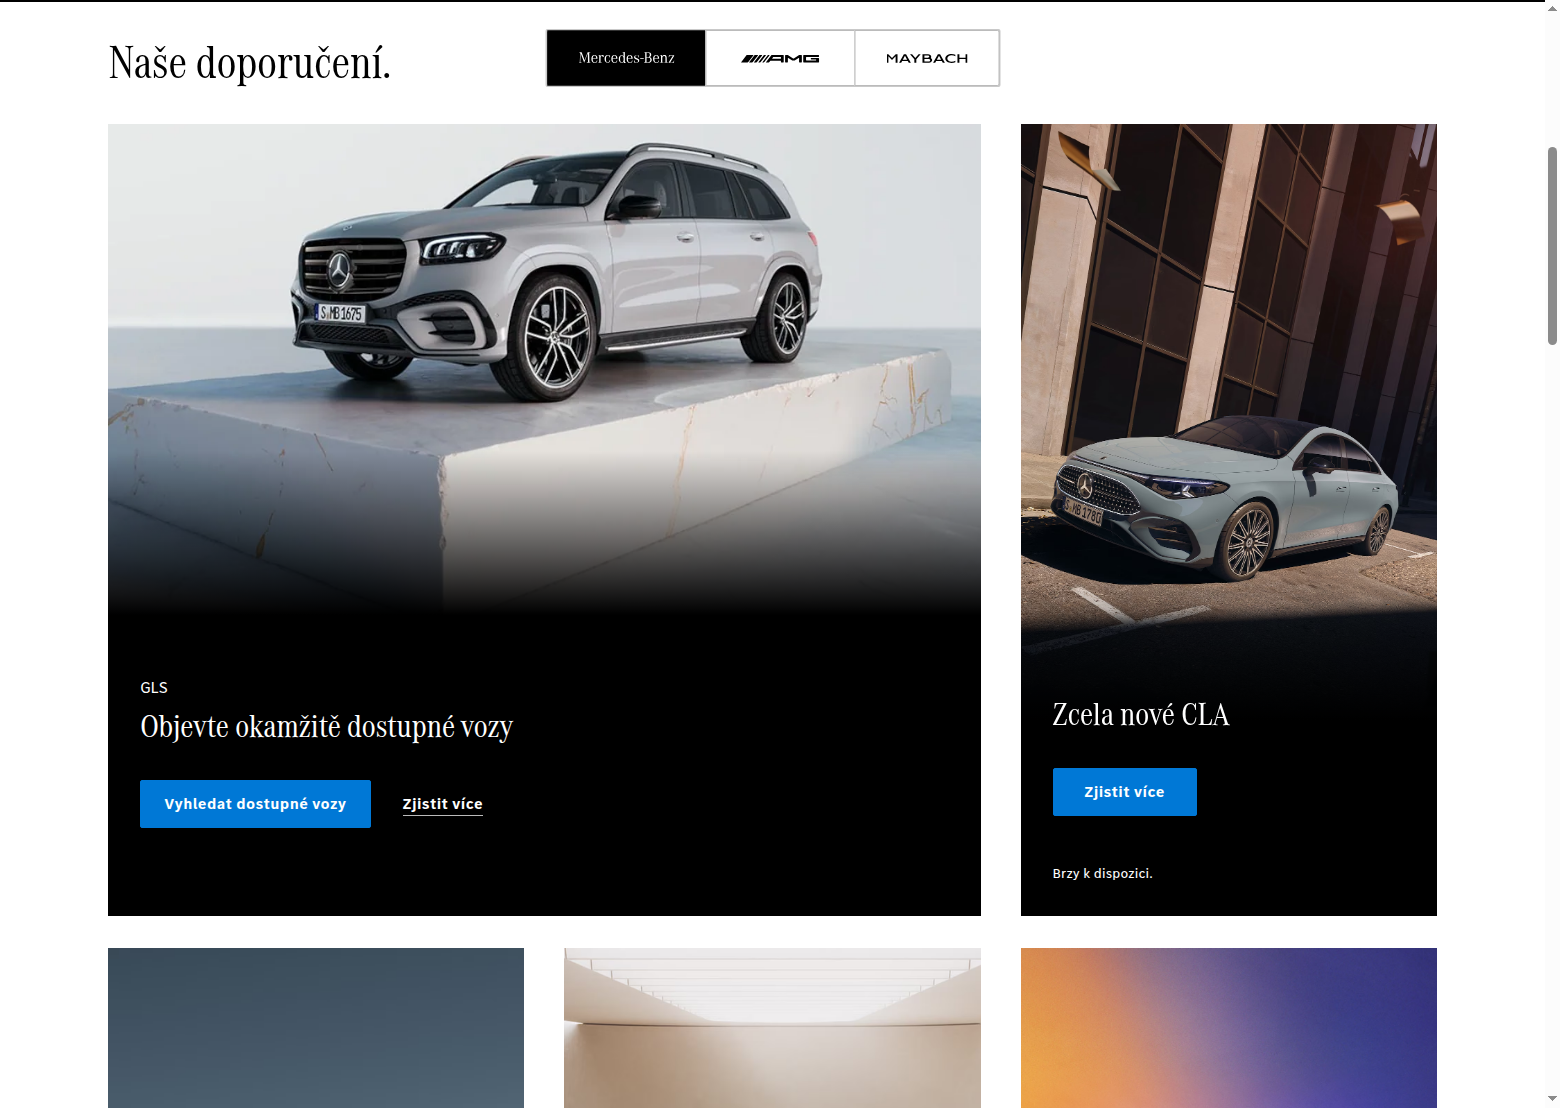 Naše doporučení.
Mercedes-Benz
AMG
MAYBACH
S MB 1675
S MB 1780
GLS
Objevte okamžitě dostupné vozy
Vyhledat dostupné vozy
Zjistit více
Zcela nové CLA
Zjistit více
Brzy k dispozici.